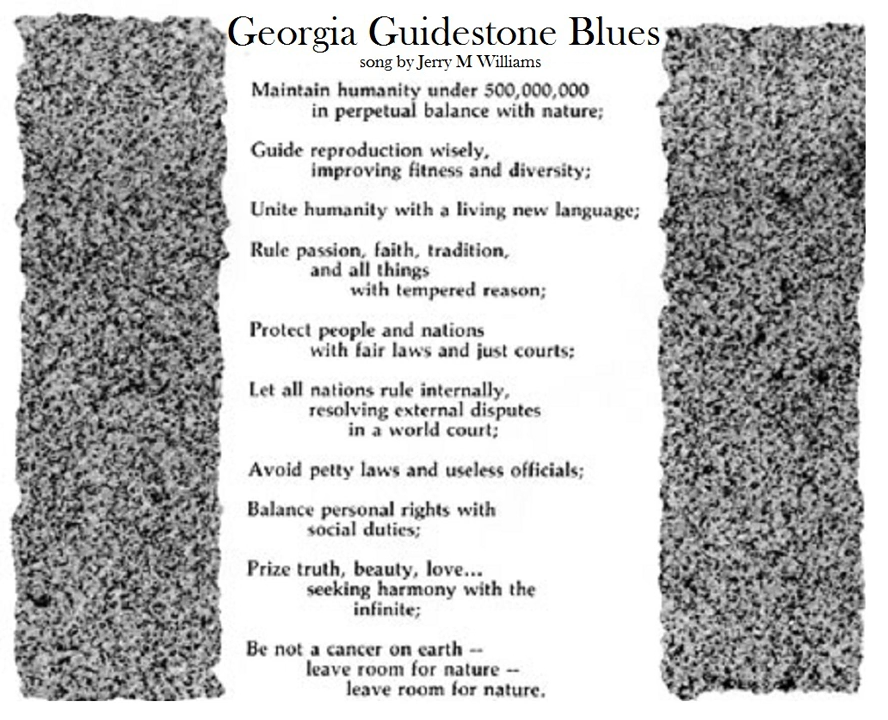 Georgia Guidestone Blues
song by Jerry M Williams
Maintain humanity under 500,000,000
in perpetual balance with nature;
Guide reproduction wisely,
improving fitness and diversity;
Unite humanity with a living new language;
Rule passion, faith, tradition,
and all things
with tempered reason;
Protect people and nations
with fair laws and just courts;
Let all nations rule internally,
resolving external disputes
in a world court;
Avoid petty laws and useless officials;
Balance personal rights with
social duties;
Prize truth, beauty, love...
seeking harmony with the
infinite;
Be not a cancer on earth --
leave room for nature --
leave room for nature.